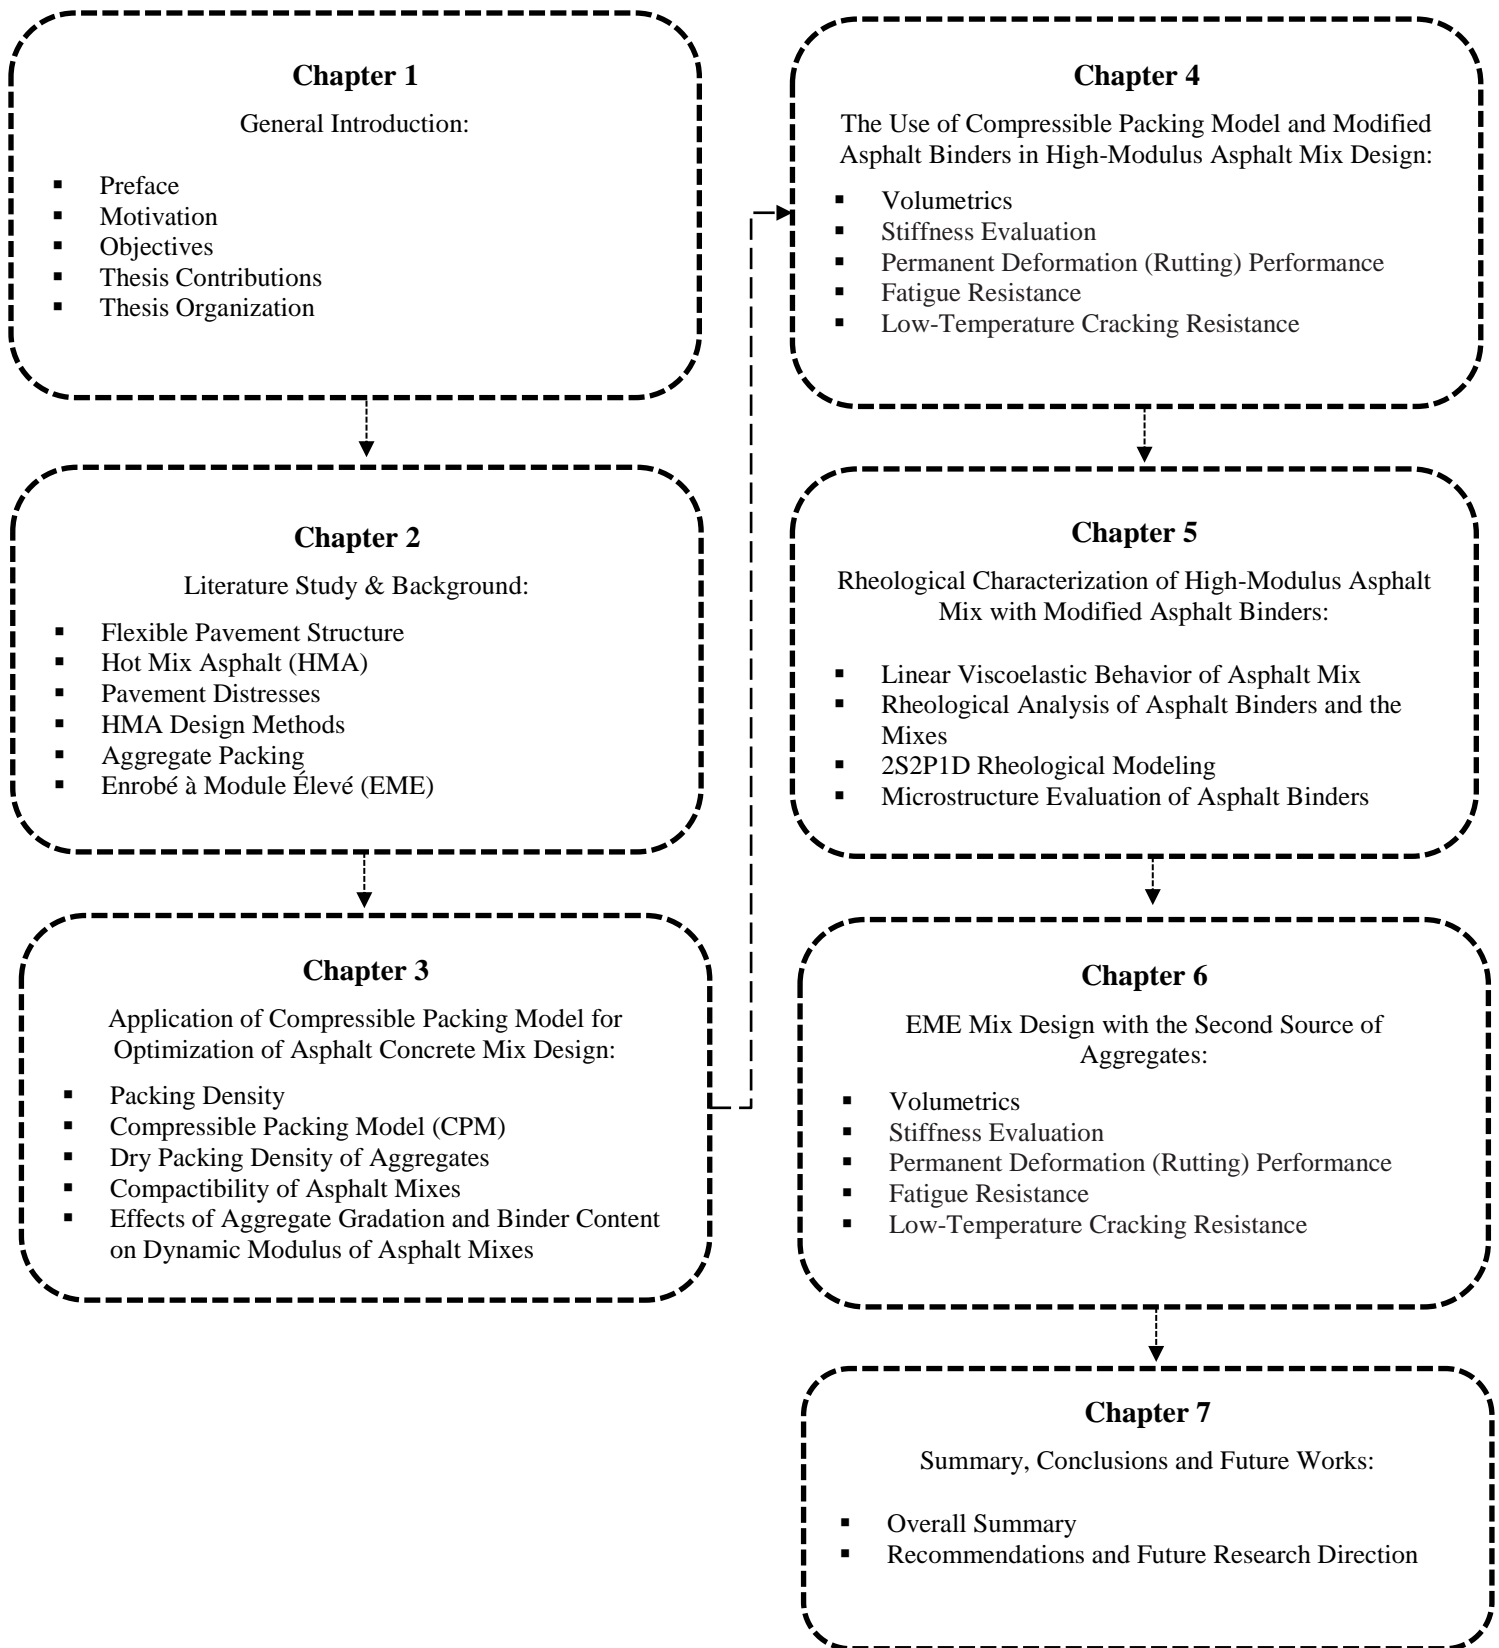 Chapter 1
General Introduction:
▪ Preface
▪ Motivation
▪ Objectives
▪ Thesis Contributions
▪ Thesis Organization
Chapter 2
Literature Study & Background:
▪ Flexible Pavement Structure
▪ Hot Mix Asphalt (HMA)
▪ Pavement Distresses
▪ HMA Design Methods
▪ Aggregate Packing
▪ Enrobé à Module Élevé (EME)
Chapter 3
Application of Compressible Packing Model for
Optimization of Asphalt Concrete Mix Design:
▪ Packing Density
▪ Compressible Packing Model (CPM)
▪ Dry Packing Density of Aggregates
▪ Compactibility of Asphalt Mixes
▪ Effects of Aggregate Gradation and Binder Content
on Dynamic Modulus of Asphalt Mixes
Chapter 4
The Use of Compressible Packing Model and Modified
Asphalt Binders in High-Modulus Asphalt Mix Design:
▪ Volumetrics
▪ Stiffness Evaluation
▪ Permanent Deformation (Rutting) Performance
▪ Fatigue Resistance
▪ Low-Temperature Cracking Resistance
Chapter 5
Rheological Characterization of High-Modulus Asphalt
Mix with Modified Asphalt Binders:
▪ Linear Viscoelastic Behavior of Asphalt Mix
▪ Rheological Analysis of Asphalt Binders and the
Mixes
▪ 2S2P1D Rheological Modeling
▪ Microstructure Evaluation of Asphalt Binders
Chapter 6
EME Mix Design with the Second Source of
Aggregates:
▪ Volumetrics
▪ Stiffness Evaluation
▪ Permanent Deformation (Rutting) Performance
▪ Fatigue Resistance
▪ Low-Temperature Cracking Resistance
Chapter 7
Summary, Conclusions and Future Works:
▪ Overall Summary
▪ Recommendations and Future Research Direction